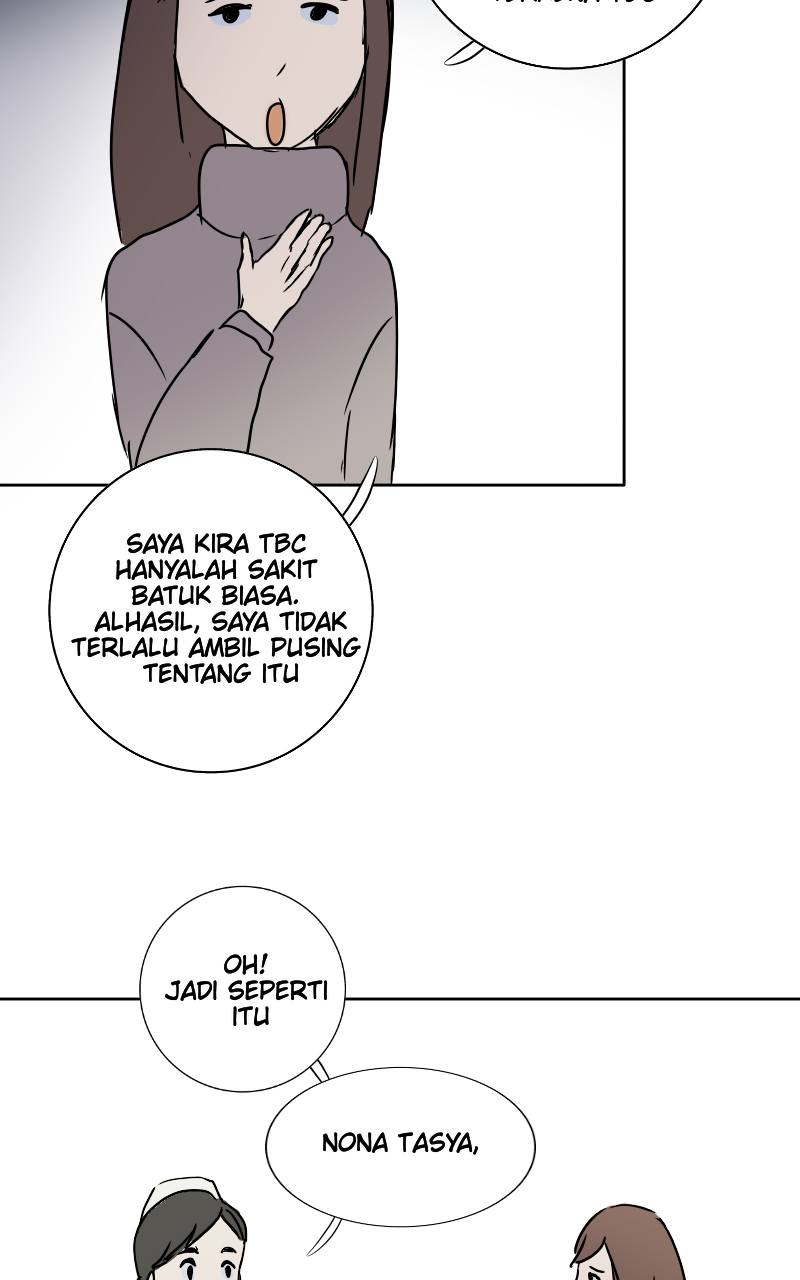 TBC
SAYA KIRA TBC
HANYALAH SAKIT
BATUK BIASA.
ALHASIL, SAYA TIDAK
TERLALU AMBIL PUSING
TENTANG ITU
OH!
JADI SEPERTI
ITU
NONA TASYA,